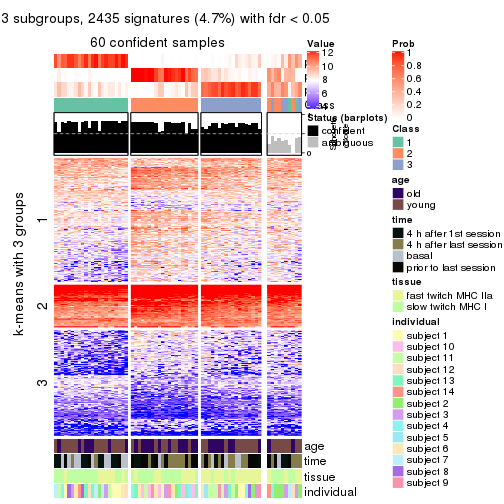 3 subgroups, 2435 signatures (4.7%) with fdr < 0.05
60 confident samples
Value
12
10
8
6
Prob
1
0.8
0.6
0.4
0.2
0
Class
Status (barplots)
confident
ambiguous
0
Class
1
2
3
age
old
young
time
4 h after 1st session
4 h after last session
basal
prior to last session
tissue
fast twitch MHC IIa
slow twitch MHC I
individual
subject 1
subject 10
subject 11
subject 12
subject 13
subject 14
subject 2
subject 3
subject 4
subject 5
subject 6
subject 7
subject 8
subject 9
k-means with 3 groups
1
2
3
age
time
tissue
individual